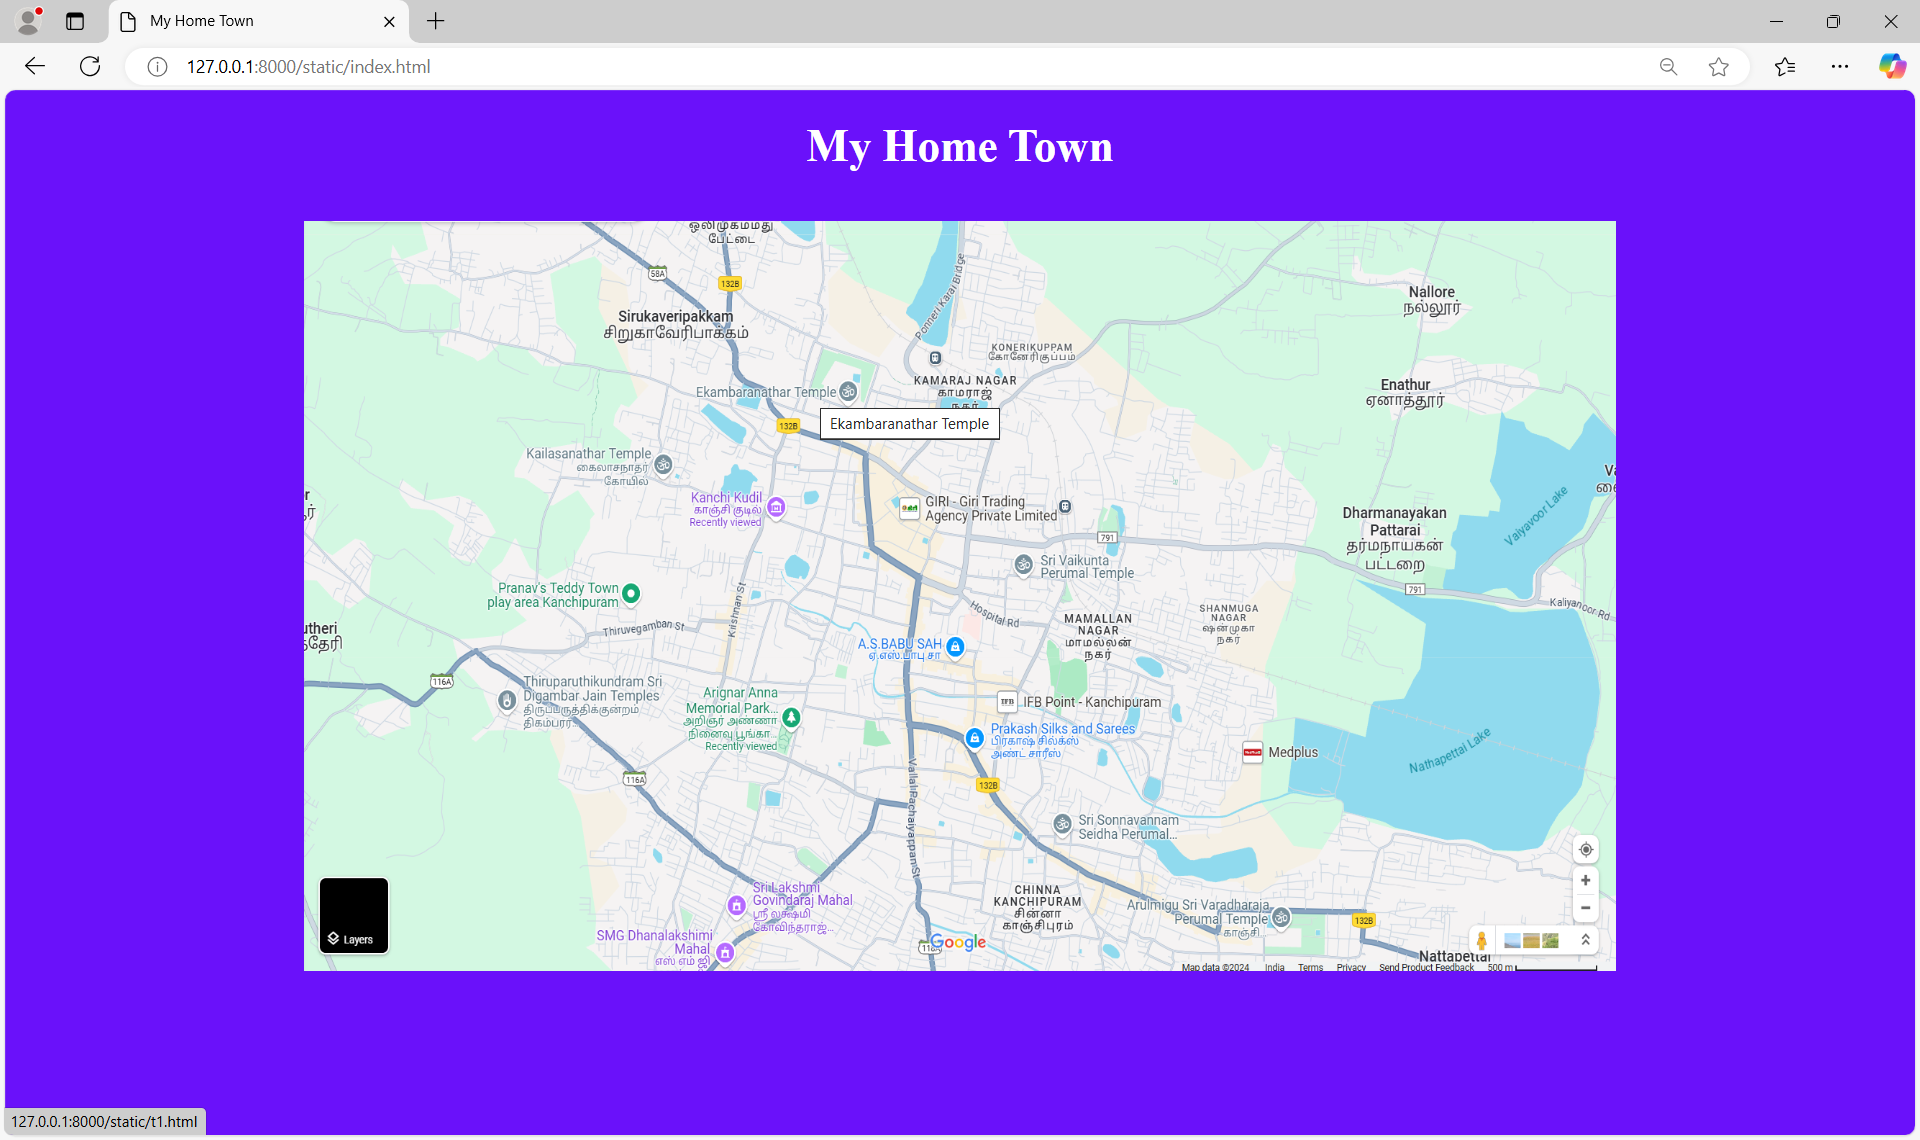 My Home Town
127.0.0.1:8000/static/index.html
My Home Town
ஒலிமுகமமது
பேட்டை
58A
132B
Ponneri Karai Bridge
Nallore
நல்லூர்
Sirukaveripakkam
சிறுகாவேரிபாக்கம்
KONERIKUPPAM
கோனேரிகுப்பம்
KAMARAJ NAGAR
காமராஜ்
நகர்
Enathur
ஏனாத்தூர்
Ekambaranathar Temple
132B
Ekambaranathar Temple
Kailasanathar Temple
கைலாசநாதர்
கோயில்
Kanchi Kudil
காஞ்சி குடில்
Recently viewed
GIRI - Giri Trading
Agency Private Limited
Vaiyavoor Lake
Dharmanayakan
Pattarai
தர்மநாயகன்
பட்டறை
791
Sri Vaikunta
Perumal Temple
791
Kaliyanoor Rd
Pranav's Teddy Town
play area Kanchipuram
Krishnan St
Hospital Rd
Thiruvegamban St
MAMALLAN
NAGAR
மாமல்லன்
நகர்
SHANMUGA
NAGAR
ஷன்முகா
நகர்
utheri
A.S.BABU SAH
ஏ.எஸ்.பாபு சா
116A
Thiruparuthikundram Sri
Digambar Jain Temples
திருப்பருத்திக்குன்றம்
திகம்பரர்
Arignar Anna
Memorial Park...
அறிஞர் அண்ணா
நினைவு பூங்கா...
Recently viewed
IFB Point - Kanchipuram
Prakash Silks and Sarees
பிரகாஷ் சில்க்ஸ்
அண்ட் சாரீஸ்
Medplus
Nathapettai Lake
116A
132B
Vallal Pachaiyappan St
Sri Sonnavannam
Seidha Perumal...
Sri Lakshmi
Govindaraj Mahal
ஸ்ரீ லக்ஷ்மி
கோவிந்தராஜ்...
CHINNA
KANCHIPURAM
சின்னா
காஞ்சிபுரம்
Arulmigu Sri Varadharaja
Perumal Temple
காஞ்சி
132B
SMG Dhanalakshimi
Mahal
எஸ் எம் ஜி
Layers
Google
Nattapettai
Map data ©2024 India Terms Privacy Send Product Feedback 500 m
127.0.0.1:8000/static/t1.html